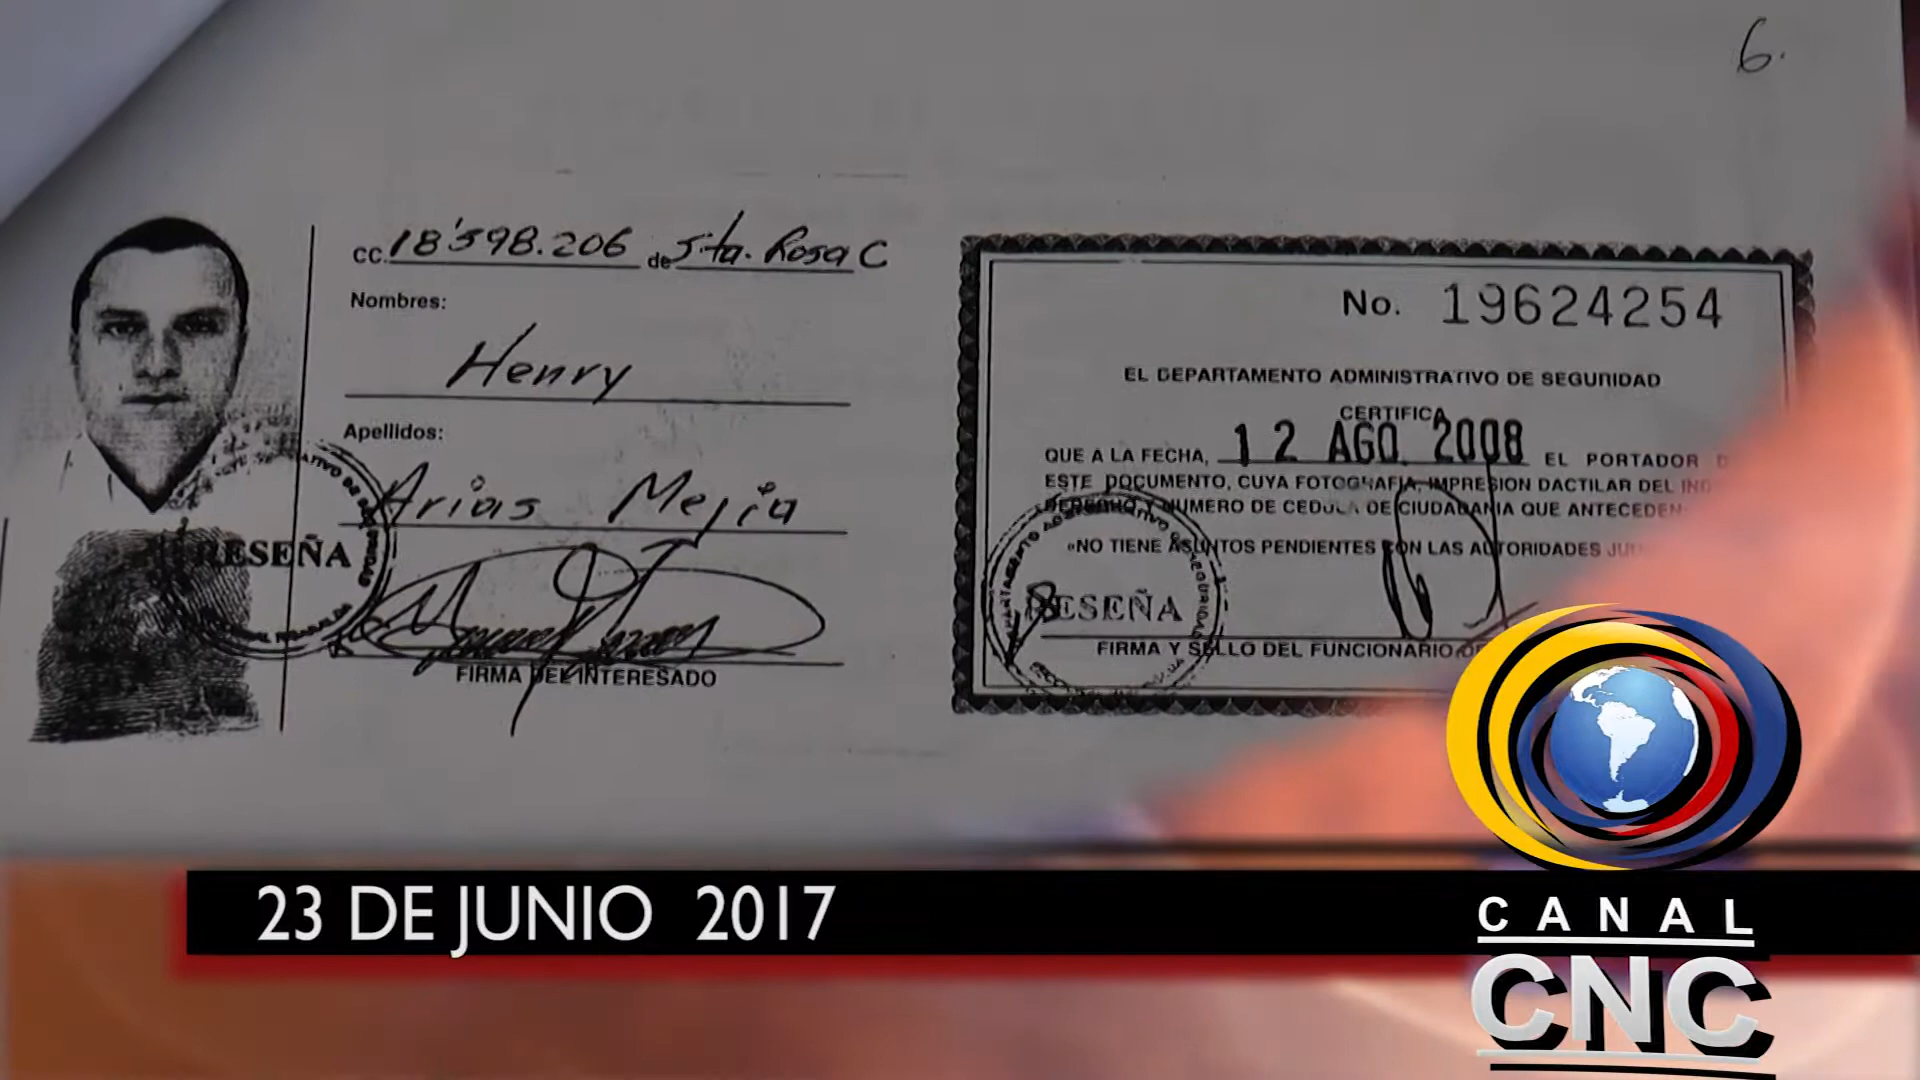 6.
CC. 18'598.206 de Sta. Rosa C
Nombres:
Henry
Apellidos:
Arias Mejia
RESEÑA
FIRMA DEL INTERESADO
No. 19624254
EL DEPARTAMENTO ADMINISTRATIVO DE SEGURIDAD
CERTIFICA
QUE A LA FECHA, 12 AGO. 2008 EL PORTADOR
ESTE DOCUMENTO, CUYA FOTOGRAFIA, IMPRESION DACTILAR DEL
DERECHO Y NUMERO DE CEDULA DE CIUDADANIA QUE ANTECEDEN
«NO TIENE ASUNTOS PENDIENTES CON LAS AUTORIDADES
RESEÑA
FIRMA Y SELLO DEL FUNCIONARIO
23 DE JUNIO 2017
CANAL
CNC